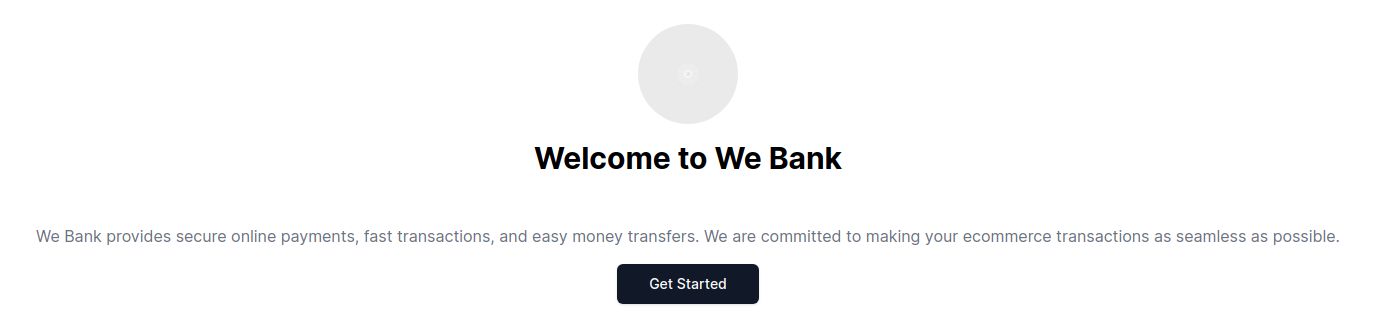 Welcome to We Bank
We Bank provides secure online payments, fast transactions, and easy money transfers. We are committed to making your ecommerce transactions as seamless as possible.
Get Started